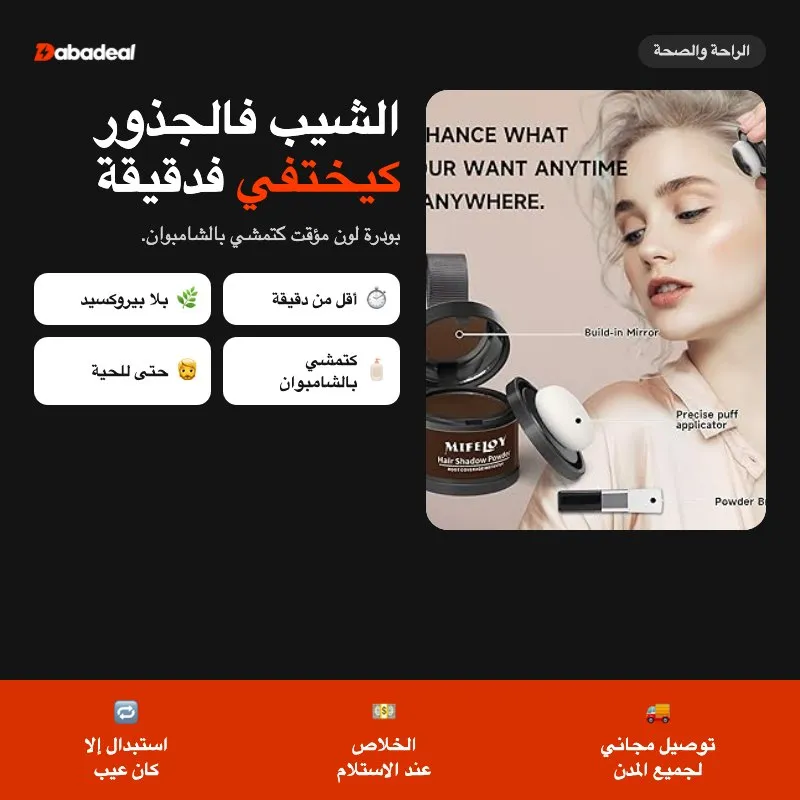 Dabadeal
الراحة والصحة
الشيب فالجذور
كيختفي فدقيقة
بودرة لون مؤقت كتمشي بالشامبوان.
أقل من دقيقة
بلا بيروكسيد
كتمشي
بالشامبوان
حتى للحية
HANCE WHAT
UR WANT ANYTIME
ANYWHERE.
Build-in Mirror
Precise puff
applicator
MIFELOY
Hair Shadow Powder
Powder B
توصيل مجاني
لجميع المدن
الخلاص
عند الاستلام
استبدال إلا
كان عيب